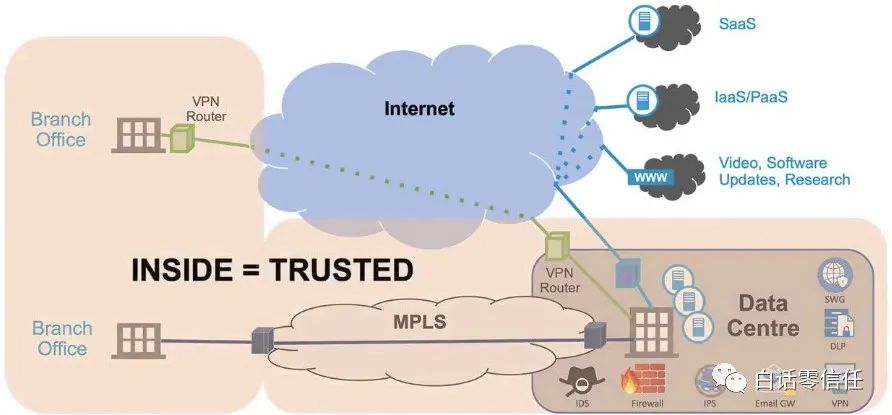 SaaS
Internet
IaaS/PaaS
VPN
Router
Branch
Office
WWW
Video, Software
Updates, Research
INSIDE = TRUSTED
VPN
Router
Data
Centre
SWG
DLP
Branch
Office
MPLS
IDS
Firewall
IPS
Email GW
VPN
白话零信任